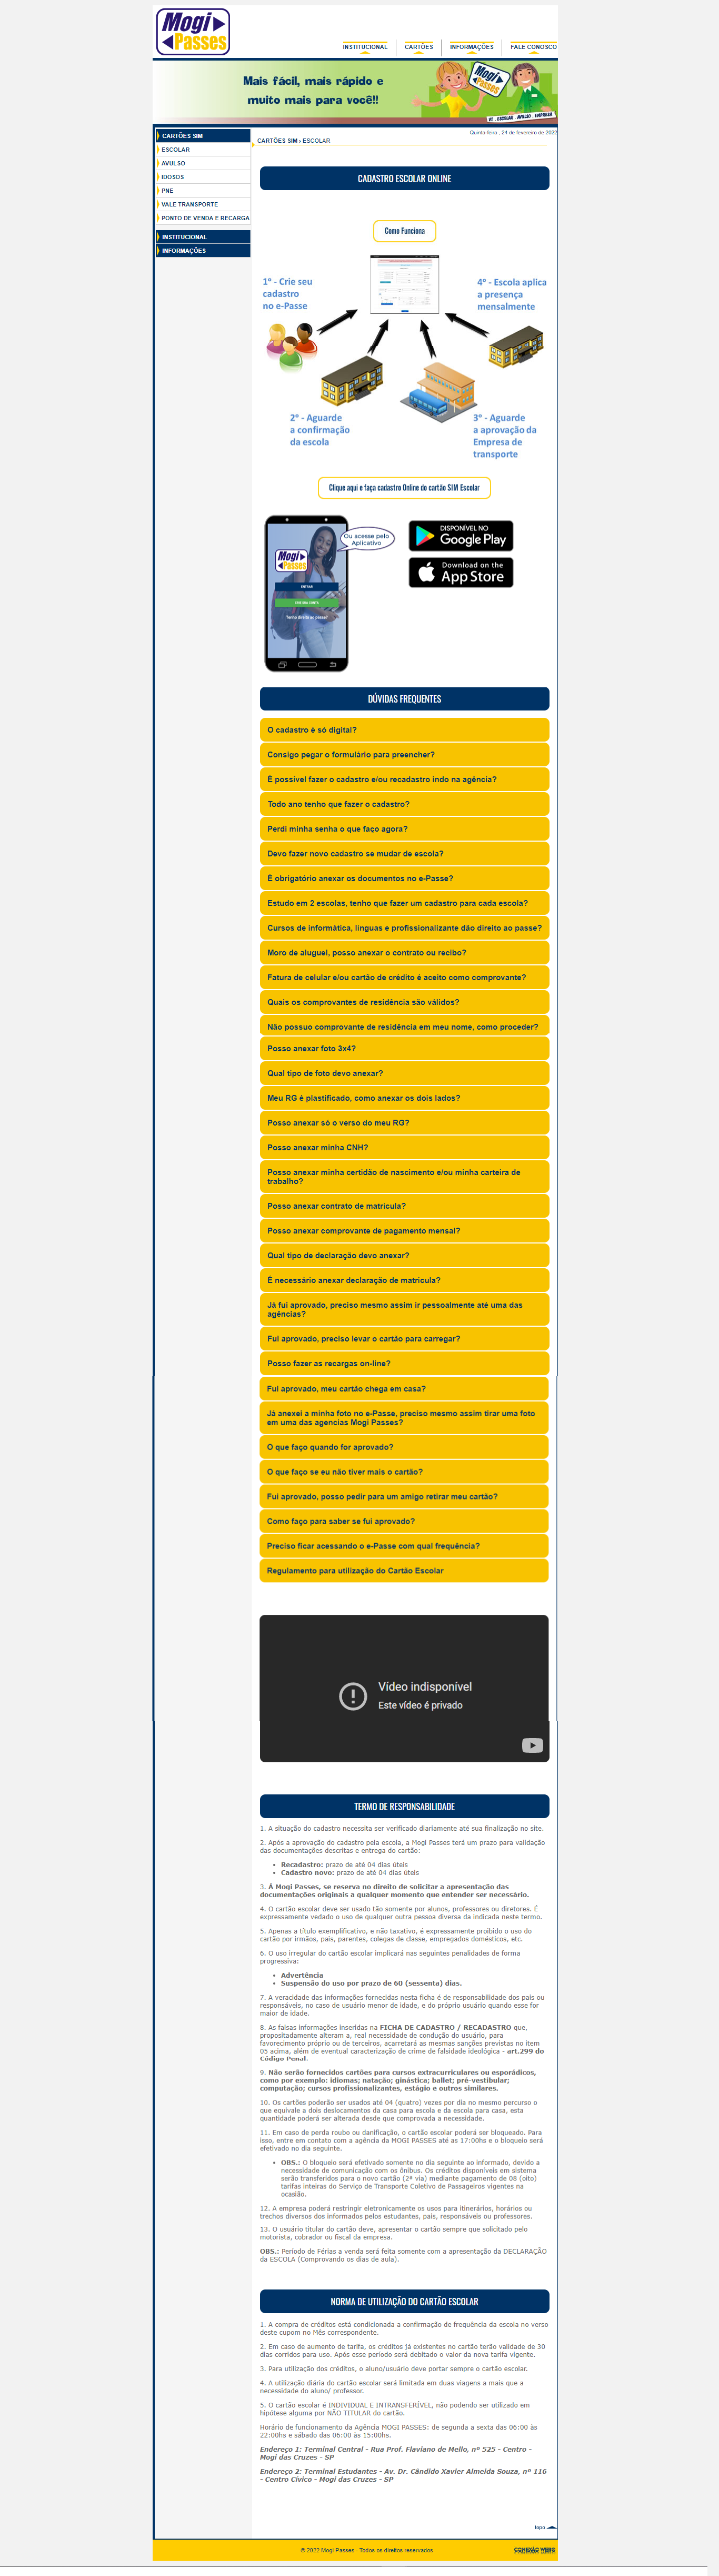 Mogi
Passes
INSTITUCIONAL
CARTÕES
INFORMAÇÕES
FALE CONOSCO
Mais fácil, mais rápido e
muito mais para você!!
Mogi
Passes
VT . ESCOLAR . AVULSO . EMPRESA
Quinta-feira , 24 de fevereiro de 2022
CARTÕES SIM
ESCOLAR
AVULSO
IDOSOS
PNE
VALE TRANSPORTE
PONTO DE VENDA E RECARGA
INSTITUCIONAL
INFORMAÇÕES
CARTÕES SIM › ESCOLAR
CADASTRO ESCOLAR ONLINE
Como Funciona
1º - Crie seu
cadastro
no e-Passe
4º - Escola aplica
a presença
mensalmente
2º - Aguarde
a confirmação
da escola
3º - Aguarde
a aprovação da
Empresa de
transporte
Clique aqui e faça cadastro Online do cartão SIM Escolar
Ou acesse pelo
Aplicativo
Mogi
Passes
ENTRAR
CRIE SUA CONTA
Tenho direito ao passe?
DISPONÍVEL NO
Google Play
Download on the
App Store
DÚVIDAS FREQUENTES
O cadastro é só digital?
Consigo pegar o formulário para preencher?
É possível fazer o cadastro e/ou recadastro indo na agência?
Todo ano tenho que fazer o cadastro?
Perdi minha senha o que faço agora?
Devo fazer novo cadastro se mudar de escola?
É obrigatório anexar os documentos no e-Passe?
Estudo em 2 escolas, tenho que fazer um cadastro para cada escola?
Cursos de informática, línguas e profissionalizante dão direito ao passe?
Moro de aluguel, posso anexar o contrato ou recibo?
Fatura de celular e/ou cartão de crédito é aceito como comprovante?
Quais os comprovantes de residência são válidos?
Não possuo comprovante de residência em meu nome, como proceder?
Posso anexar foto 3x4?
Qual tipo de foto devo anexar?
Meu RG é plastificado, como anexar os dois lados?
Posso anexar só o verso do meu RG?
Posso anexar minha CNH?
Posso anexar minha certidão de nascimento e/ou minha carteira de
trabalho?
Posso anexar contrato de matrícula?
Posso anexar comprovante de pagamento mensal?
Qual tipo de declaração devo anexar?
É necessário anexar declaração de matrícula?
Já fui aprovado, preciso mesmo assim ir pessoalmente até uma das
agências?
Fui aprovado, preciso levar o cartão para carregar?
Posso fazer as recargas on-line?
Fui aprovado, meu cartão chega em casa?
Já anexei a minha foto no e-Passe, preciso mesmo assim tirar uma foto
em uma das agencias Mogi Passes?
O que faço quando for aprovado?
O que faço se eu não tiver mais o cartão?
Fui aprovado, posso pedir para um amigo retirar meu cartão?
Como faço para saber se fui aprovado?
Preciso ficar acessando o e-Passe com qual frequência?
Regulamento para utilização do Cartão Escolar
Vídeo indisponível
Este vídeo é privado
TERMO DE RESPONSABILIDADE
1. A situação do cadastro necessita ser verificado diariamente até sua finalização no site.
2. Após a aprovação do cadastro pela escola, a Mogi Passes terá um prazo para validação
das documentações descritas e entrega do cartão:
• Recadastro: prazo de até 04 dias úteis
• Cadastro novo: prazo de até 04 dias úteis
3. Á Mogi Passes, se reserva no direito de solicitar a apresentação das
documentações originais a qualquer momento que entender ser necessário.
4. O cartão escolar deve ser usado tão somente por alunos, professores ou diretores. É
expressamente vedado o uso de qualquer outra pessoa diversa da indicada neste termo.
5. Apenas a título exemplificativo, e não taxativo, é expressamente proibido o uso do
cartão por irmãos, pais, parentes, colegas de classe, empregados domésticos, etc.
6. O uso irregular do cartão escolar implicará nas seguintes penalidades de forma
progressiva:
• Advertência
• Suspensão do uso por prazo de 60 (sessenta) dias.
7. A veracidade das informações fornecidas nesta ficha é de responsabilidade dos pais ou
responsáveis, no caso de usuário menor de idade, e do próprio usuário quando esse for
maior de idade.
8. As falsas informações inseridas na FICHA DE CADASTRO / RECADASTRO que,
propositadamente alteram a, real necessidade de condução do usuário, para
favorecimento próprio ou de terceiros, acarretará as mesmas sanções previstas no item
05 acima, além de eventual caracterização de crime de falsidade ideológica - art.299 do
Código Penal.
9. Não serão fornecidos cartões para cursos extracurriculares ou esporádicos,
como por exemplo: idiomas; natação; ginástica; ballet; pré-vestibular;
computação; cursos profissionalizantes, estágio e outros similares.
10. Os cartões poderão ser usados até 04 (quatro) vezes por dia no mesmo percurso o
que equivale a dois deslocamentos da casa para escola e da escola para casa, esta
quantidade poderá ser alterada desde que comprovada a necessidade.
11. Em caso de perda roubo ou danificação, o cartão escolar poderá ser bloqueado. Para
isso, entre em contato com a agência da MOGI PASSES até as 17:00hs e o bloqueio será
efetivado no dia seguinte.
• OBS.: O bloqueio será efetivado somente no dia seguinte ao informado, devido a
necessidade de comunicação com os ônibus. Os créditos disponíveis em sistema
serão transferidos para o novo cartão (2ª via) mediante pagamento de 08 (oito)
tarifas inteiras do Serviço de Transporte Coletivo de Passageiros vigentes na
ocasião.
12. A empresa poderá restringir eletronicamente os usos para itinerários, horários ou
trechos diversos dos informados pelos estudantes, pais, responsáveis ou professores.
13. O usuário titular do cartão deve, apresentar o cartão sempre que solicitado pelo
motorista, cobrador ou fiscal da empresa.
OBS.: Período de Férias a venda será feita somente com a apresentação da DECLARAÇÃO
da ESCOLA (Comprovando os dias de aula).
NORMA DE UTILIZAÇÃO DO CARTÃO ESCOLAR
1. A compra de créditos está condicionada a confirmação de frequência da escola no verso
deste cupom no Mês correspondente.
2. Em caso de aumento de tarifa, os créditos já existentes no cartão terão validade de 30
dias corridos para uso. Após esse período será debitado o valor da nova tarifa vigente.
3. Para utilização dos créditos, o aluno/usuário deve portar sempre o cartão escolar.
4. A utilização diária do cartão escolar será limitada em duas viagens a mais que a
necessidade do aluno/ professor.
5. O cartão escolar é INDIVIDUAL E INTRANSFERÍVEL, não podendo ser utilizado em
hipótese alguma por NÃO TITULAR do cartão.
Horário de funcionamento da Agência MOGI PASSES: de segunda a sexta das 06:00 às
22:00hs e sábado das 06:00 às 15:00hs.
Endereço 1: Terminal Central - Rua Prof. Flaviano de Mello, nº 525 - Centro -
Mogi das Cruzes - SP
Endereço 2: Terminal Estudantes - Av. Dr. Cândido Xavier Almeida Souza, nº 116
- Centro Cívico - Mogi das Cruzes - SP
topo
© 2022 Mogi Passes - Todos os direitos reservados